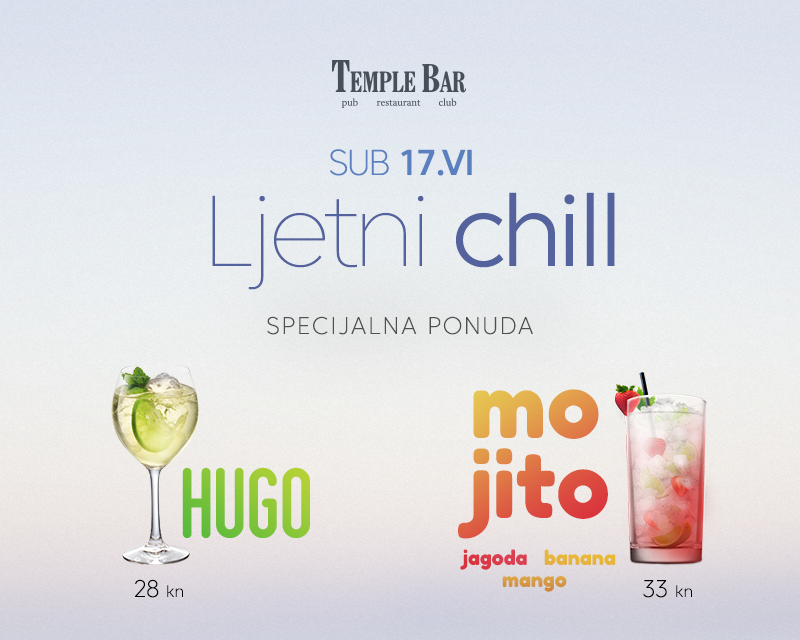 TEMPLE BAR
pub restaurant club
SUB 17.VI
Ljetni chill
SPECIJALNA PONUDA
HUGO
28 kn
mo
jito
jagoda banana
mango
33 kn